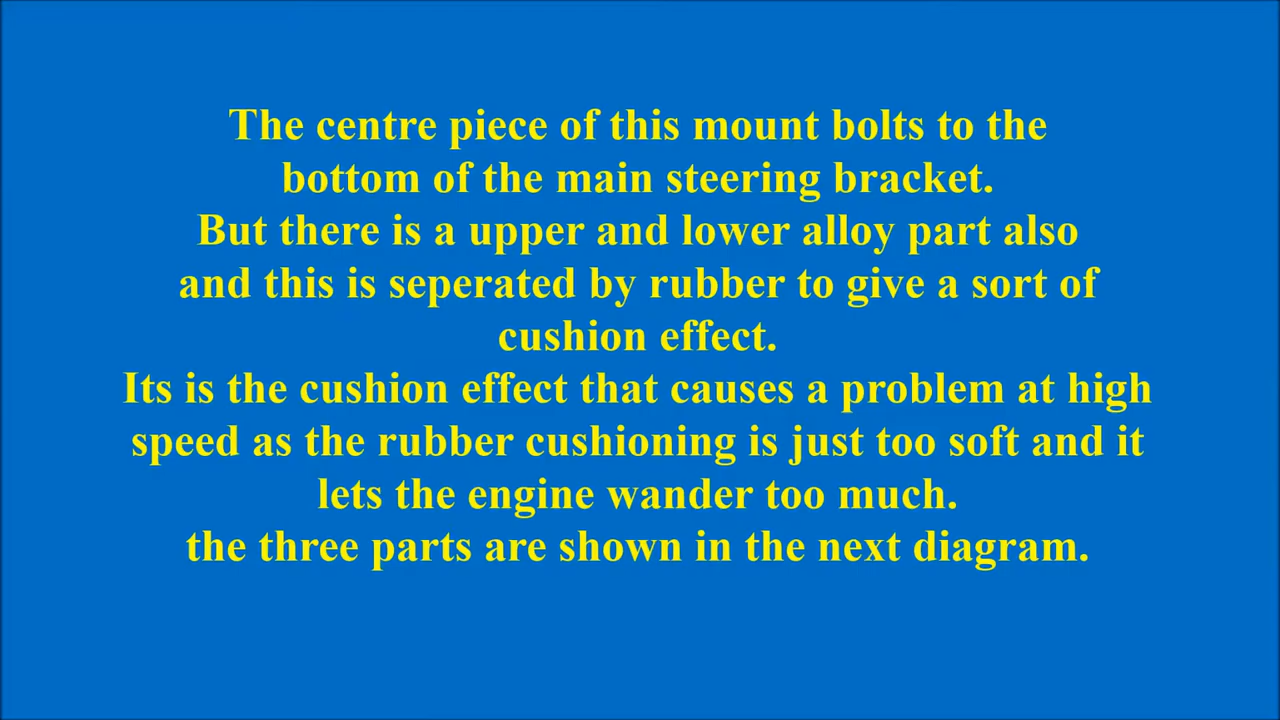 The centre piece of this mount bolts to the
bottom of the main steering bracket.
But there is a upper and lower alloy part also
and this is seperated by rubber to give a sort of
cushion effect.
Its is the cushion effect that causes a problem at high
speed as the rubber cushioning is just too soft and it
lets the engine wander too much.
the three parts are shown in the next diagram.